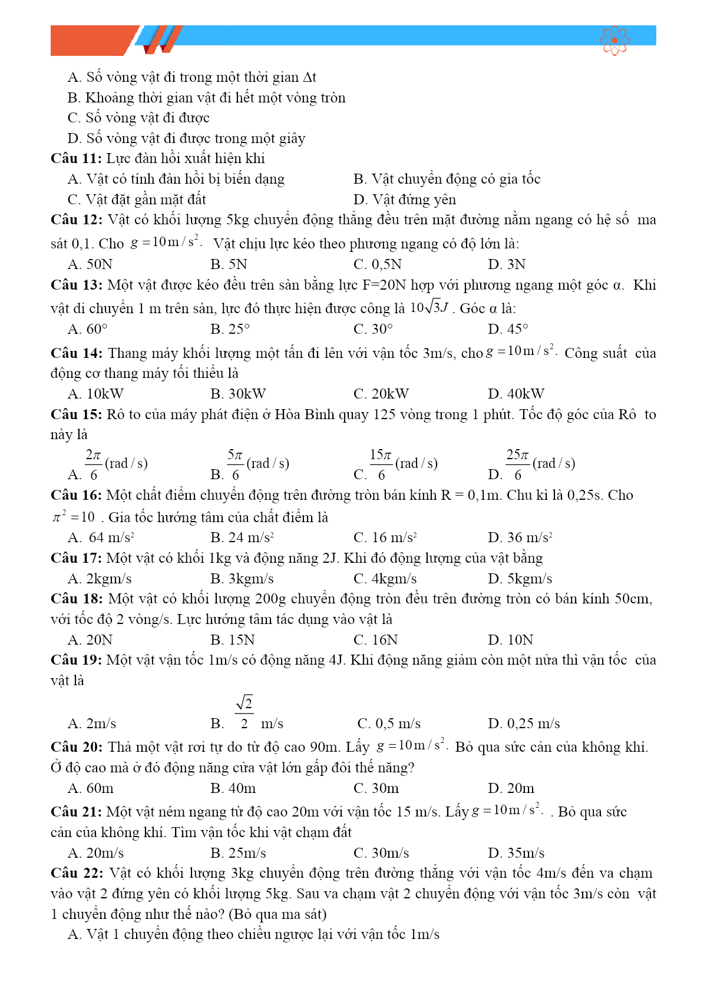 A. Số vòng vật đi trong một thời gian Δt
B. Khoảng thời gian vật đi hết một vòng tròn
C. Số vòng vật đi được
D. Số vòng vật đi được trong một giây
Câu 11: Lực đàn hồi xuất hiện khi
A. Vật có tính đàn hồi bị biến dạng B. Vật chuyển động có gia tốc
C. Vật đặt gần mặt đất D. Vật đứng yên
Câu 12: Vật có khối lượng 5kg chuyển động thẳng đều trên mặt đường nằm ngang có hệ số ma
sát 0,1. Cho g = 10 m / s². Vật chịu lực kéo theo phương ngang có độ lớn là:
A. 50N B. 5N C. 0,5N D. 3N
Câu 13: Một vật được kéo đều trên sàn bằng lực F=20N hợp với phương ngang một góc α. Khi
vật di chuyển 1 m trên sàn, lực đó thực hiện được công là 10√3J . Góc α là:
A. 60° B. 25° C. 30° D. 45°
Câu 14: Thang máy khối lượng một tấn đi lên với vận tốc 3m/s, cho g = 10 m / s². Công suất của
động cơ thang máy tối thiểu là
A. 10kW B. 30kW C. 20kW D. 40kW
Câu 15: Rô to của máy phát điện ở Hòa Bình quay 125 vòng trong 1 phút. Tốc độ góc của Rô to
này là
A. 2π/6 (rad / s) B. 5π/6 (rad / s) C. 15π/6 (rad / s) D. 25π/6 (rad / s)
Câu 16: Một chất điểm chuyển động trên đường tròn bán kính R = 0,1m. Chu kì là 0,25s. Cho
π² = 10 . Gia tốc hướng tâm của chất điểm là
A. 64 m/s² B. 24 m/s² C. 16 m/s² D. 36 m/s²
Câu 17: Một vật có khối 1kg và động năng 2J. Khi đó động lượng của vật bằng
A. 2kgm/s B. 3kgm/s C. 4kgm/s D. 5kgm/s
Câu 18: Một vật có khối lượng 200g chuyển động tròn đều trên đường tròn có bán kính 50cm,
với tốc độ 2 vòng/s. Lực hướng tâm tác dụng vào vật là
A. 20N B. 15N C. 16N D. 10N
Câu 19: Một vật vận tốc 1m/s có động năng 4J. Khi động năng giảm còn một nửa thì vận tốc của
vật là
A. 2m/s B. √2/2 m/s C. 0,5 m/s D. 0,25 m/s
Câu 20: Thả một vật rơi tự do từ độ cao 90m. Lấy g = 10 m / s². Bỏ qua sức cản của không khí.
Ở độ cao mà ở đó động năng cửa vật lớn gấp đôi thế năng?
A. 60m B. 40m C. 30m D. 20m
Câu 21: Một vật ném ngang từ độ cao 20m với vận tốc 15 m/s. Lấy g = 10 m / s². . Bỏ qua sức
cản của không khí. Tìm vận tốc khi vật chạm đất
A. 20m/s B. 25m/s C. 30m/s D. 35m/s
Câu 22: Vật có khối lượng 3kg chuyển động trên đường thẳng với vận tốc 4m/s đến va chạm
vào vật 2 đứng yên có khối lượng 5kg. Sau va chạm vật 2 chuyển động với vận tốc 3m/s còn vật
1 chuyển động như thế nào? (Bỏ qua ma sát)
A. Vật 1 chuyển động theo chiều ngược lại với vận tốc 1m/s